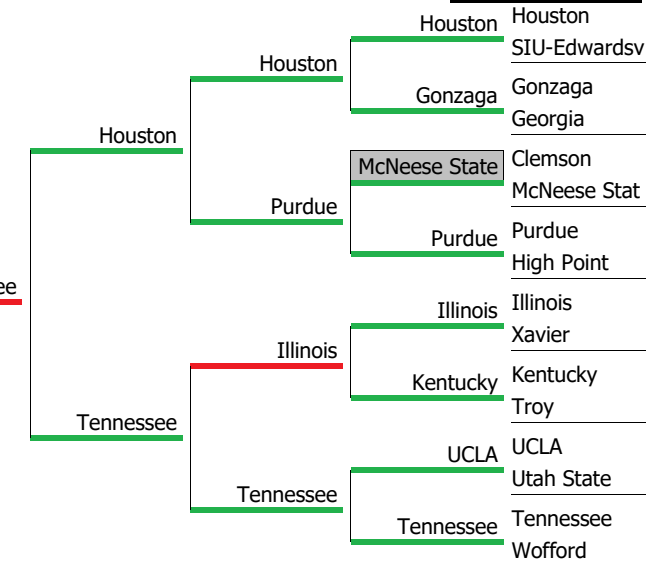 Houston
Houston
SIU-Edwardsv
Houston
Gonzaga
Gonzaga
Georgia
Houston
McNeese State
Clemson
McNeese Stat
Purdue
Purdue
Purdue
High Point
ee
Illinois
Illinois
Xavier
Illinois
Kentucky
Kentucky
Troy
Tennessee
UCLA
UCLA
Utah State
Tennessee
Tennessee
Tennessee
Wofford